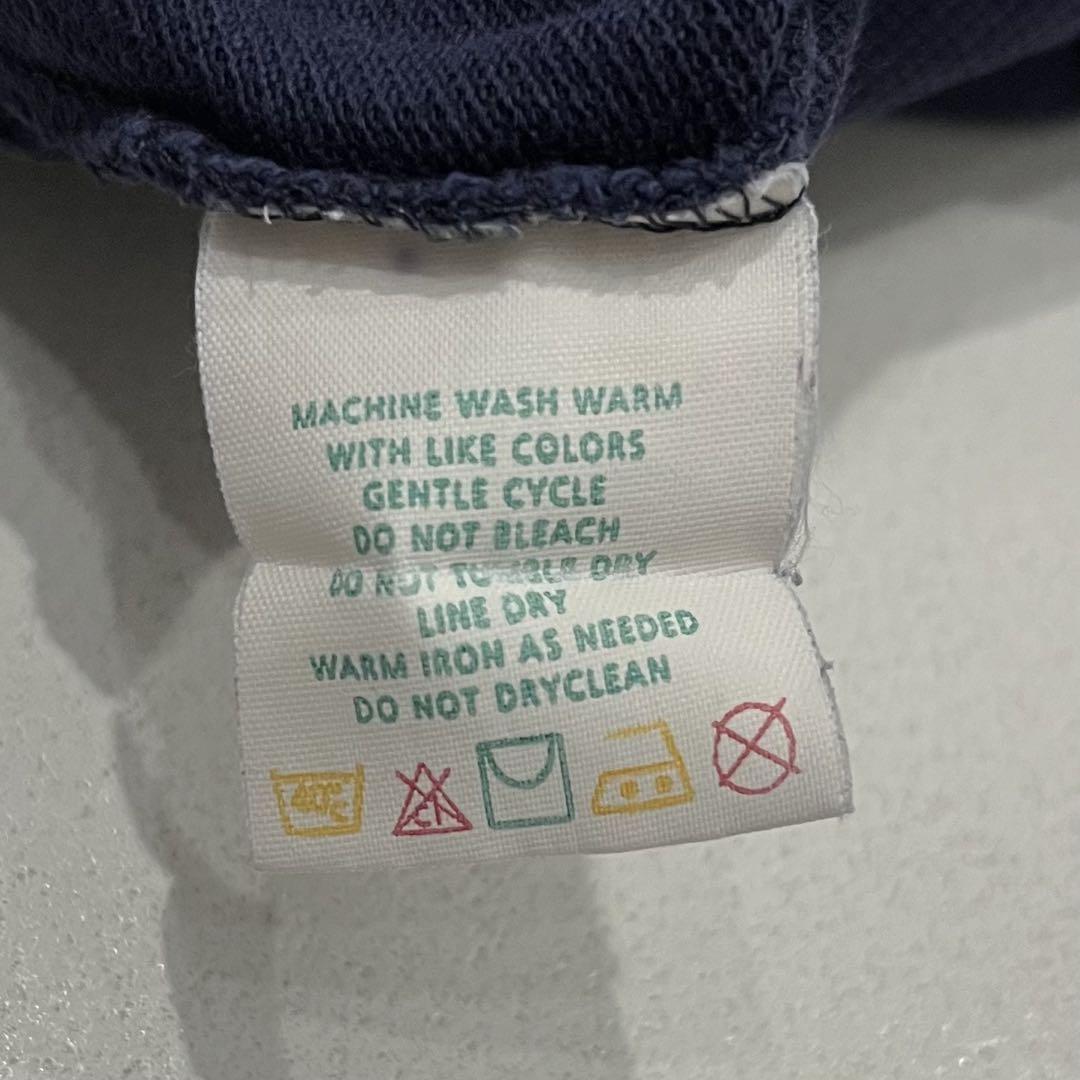 MACHINE WASH WARM
WITH LIKE COLORS
GENTLE CYCLE
DO NOT BLEACH
DO NOT TUMBLE DRY
LINE DRY
WARM IRON AS NEEDED
DO NOT DRYCLEAN
40°C CL